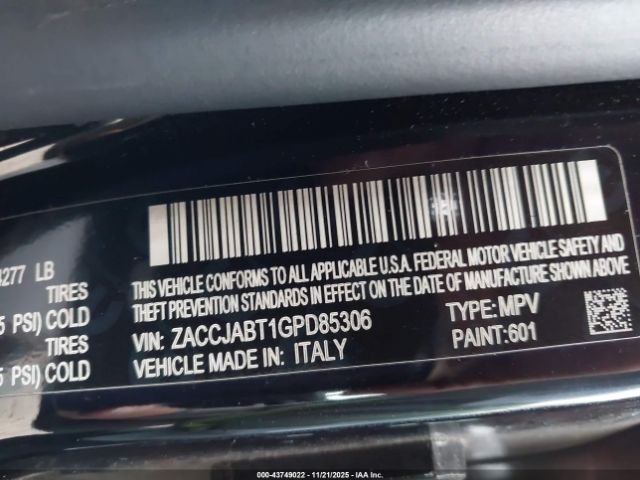 4277 LB
TIRES
5 PSI) COLD
TIRES
5 PSI) COLD
THIS VEHICLE CONFORMS TO ALL APPLICABLE U.S.A. FEDERAL MOTOR VEHICLE SAFETY AND
THEFT PREVENTION STANDARDS IN EFFECT ON THE DATE OF MANUFACTURE SHOWN ABOVE.
VIN: ZACCJABT1GPD85306 TYPE: MPV
VEHICLE MADE IN: ITALY PAINT:601
000-43749022 - 11/21/2025 - IAA Inc.